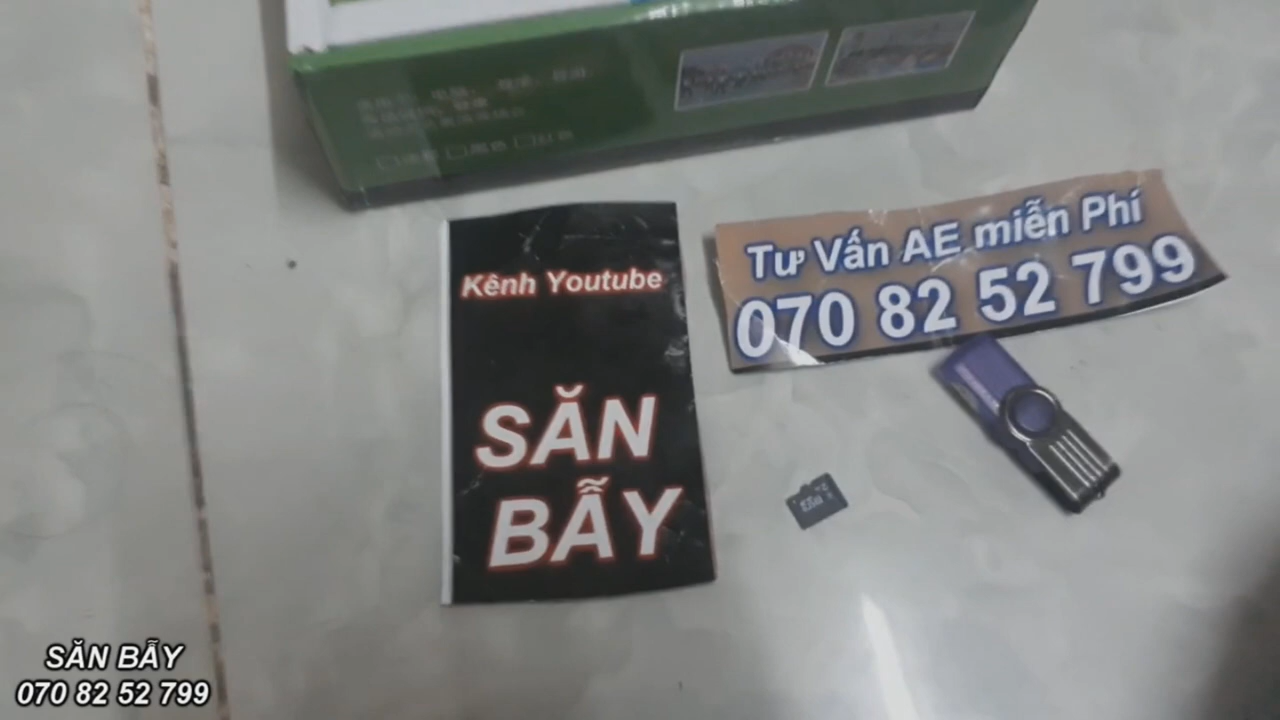 Kênh Youtube
SĂN
BẪY
Tư Vấn AE miễn Phí
070 82 52 799
SĂN BẪY
070 82 52 799